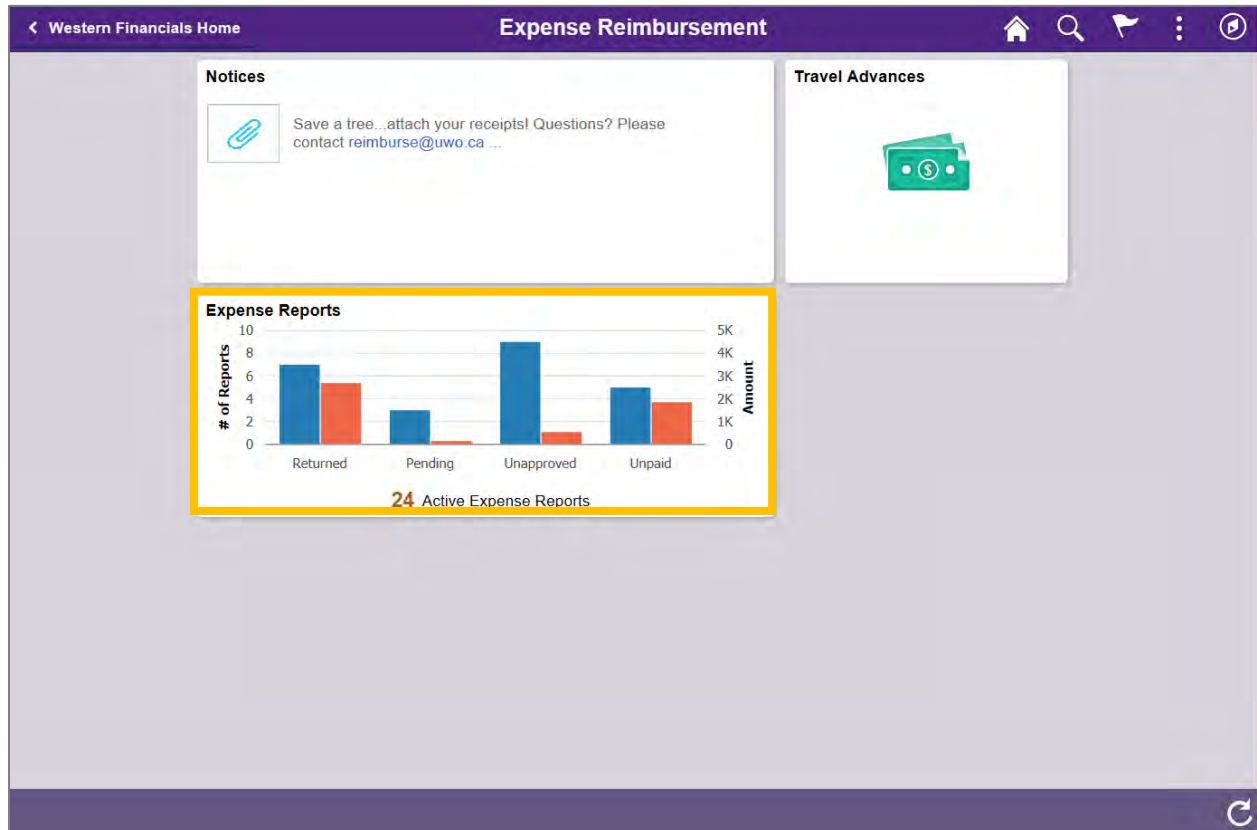 Western Financials Home
Expense Reimbursement
Notices
Save a tree...attach your receipts! Questions? Please
contact reimburse@uwo.ca ...
Travel Advances
$
Expense Reports
# of Reports
10
8
6
4
2
0
5K
4K
3K
2K
1K
0
Amount
Returned Pending Unapproved Unpaid
24 Active Expense Reports